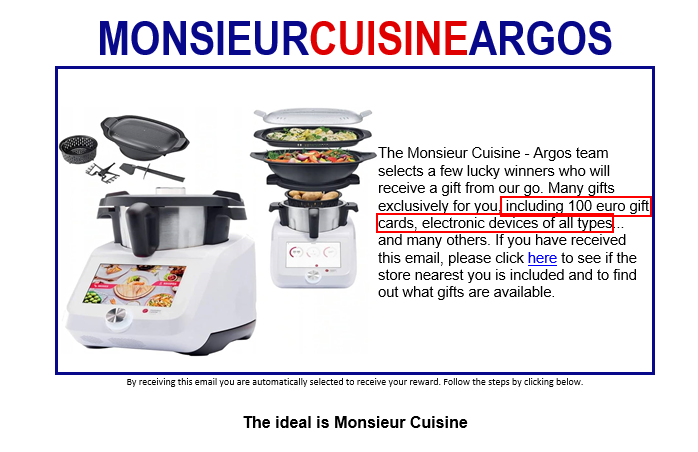 MONSIEURCUISINEARGOS
The Monsieur Cuisine - Argos team
selects a few lucky winners who will
receive a gift from our go. Many gifts
exclusively for you, including 100 euro gift
cards, electronic devices of all types...
and many others. If you have received
this email, please click here to see if the
store nearest you is included and to find
out what gifts are available.
By receiving this email you are automatically selected to receive your reward. Follow the steps by clicking below.
The ideal is Monsieur Cuisine